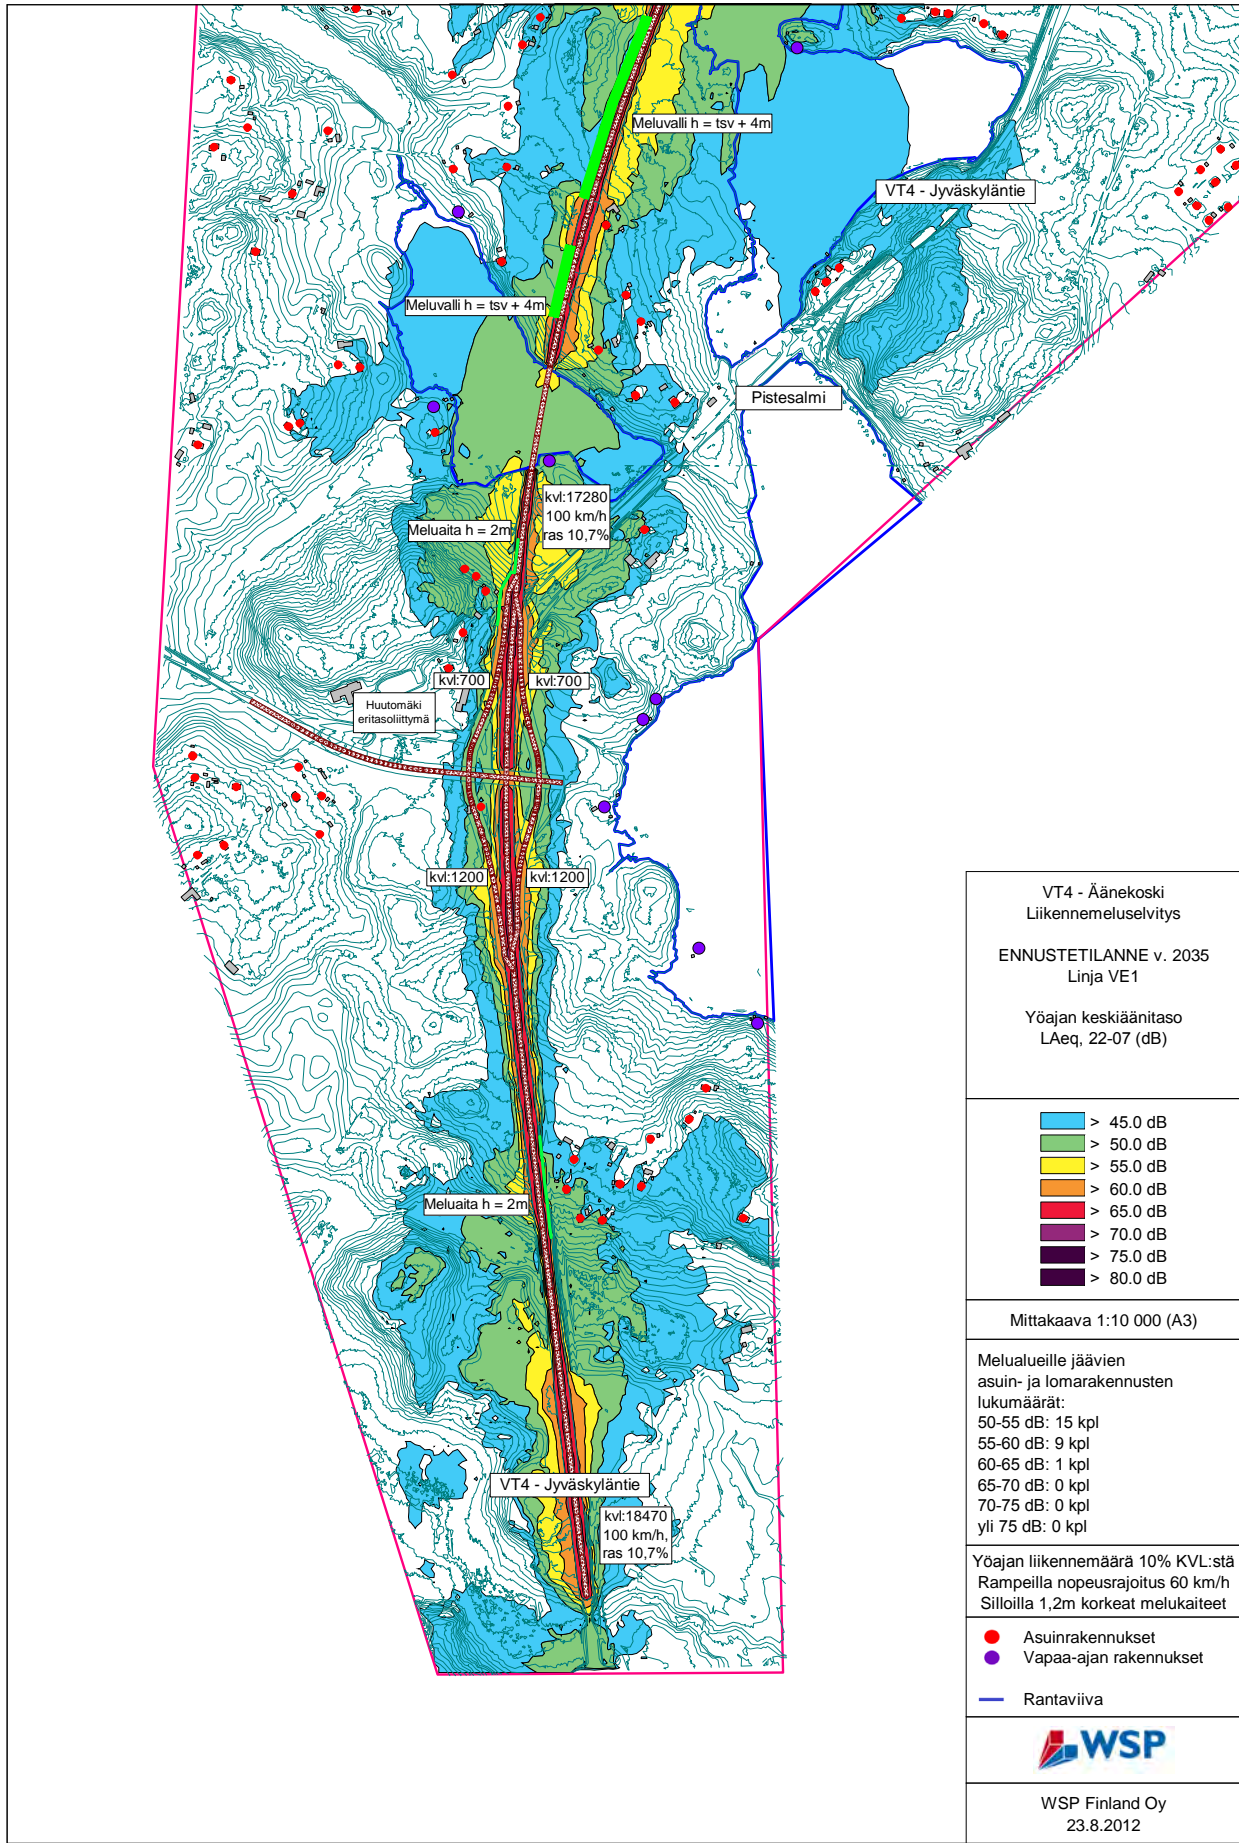 Meluvalli h = tsv + 4m
VT4 - Jyväskyläntie
Meluvalli h = tsv + 4m
Pistesalmi
kvl:17280
100 km/h
ras 10,7%
Meluaita h = 2m
kvl:700
kvl:700
Huutomäki
eritasoliittymä
kvl:1200
kvl:1200
Meluaita h = 2m
VT4 - Jyväskyläntie
kvl:18470
100 km/h,
ras 10,7%
VT4 - Äänekoski
Liikennemeluselvitys
ENNUSTETILANNE v. 2035
Linja VE1
Yöajan keskiäänitaso
LAeq, 22-07 (dB)
> 45.0 dB
> 50.0 dB
> 55.0 dB
> 60.0 dB
> 65.0 dB
> 70.0 dB
> 75.0 dB
> 80.0 dB
Mittakaava 1:10 000 (A3)
Melualueille jäävien
asuin- ja lomarakennusten
lukumäärät:
50-55 dB: 15 kpl
55-60 dB: 9 kpl
60-65 dB: 1 kpl
65-70 dB: 0 kpl
70-75 dB: 0 kpl
yli 75 dB: 0 kpl
Yöajan liikennemäärä 10% KVL:stä
Rampeilla nopeusrajoitus 60 km/h
Silloilla 1,2m korkeat melukaiteet
Asuinrakennukset
Vapaa-ajan rakennukset
Rantaviiva
WSP
WSP Finland Oy
23.8.2012